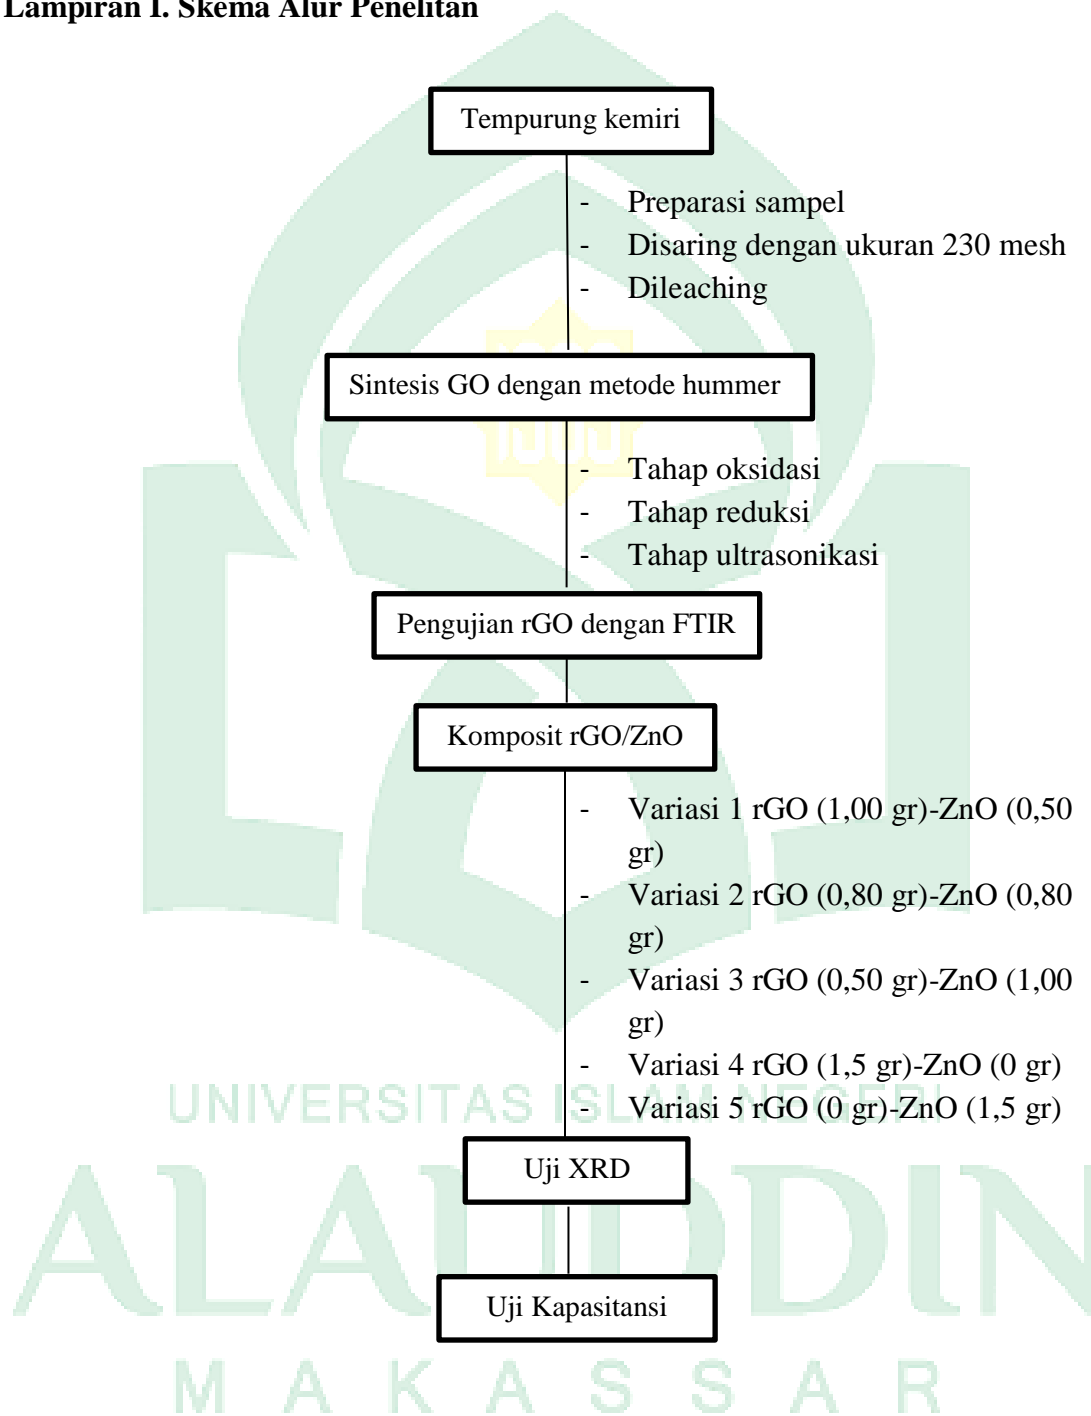 Lampiran I. Skema Alur Penelitan
Tempurung kemiri
- Preparasi sampel
- Disaring dengan ukuran 230 mesh
- Dileaching
Sintesis GO dengan metode hummer
- Tahap oksidasi
- Tahap reduksi
- Tahap ultrasonikasi
Pengujian rGO dengan FTIR
Komposit rGO/ZnO
- Variasi 1 rGO (1,00 gr)-ZnO (0,50
gr)
- Variasi 2 rGO (0,80 gr)-ZnO (0,80
gr)
- Variasi 3 rGO (0,50 gr)-ZnO (1,00
gr)
- Variasi 4 rGO (1,5 gr)-ZnO (0 gr)
- Variasi 5 rGO (0 gr)-ZnO (1,5 gr)
Uji XRD
Uji Kapasitansi
UNIVERSITAS ISLAM NEGERI
ALAUDDIN
MAKASSAR